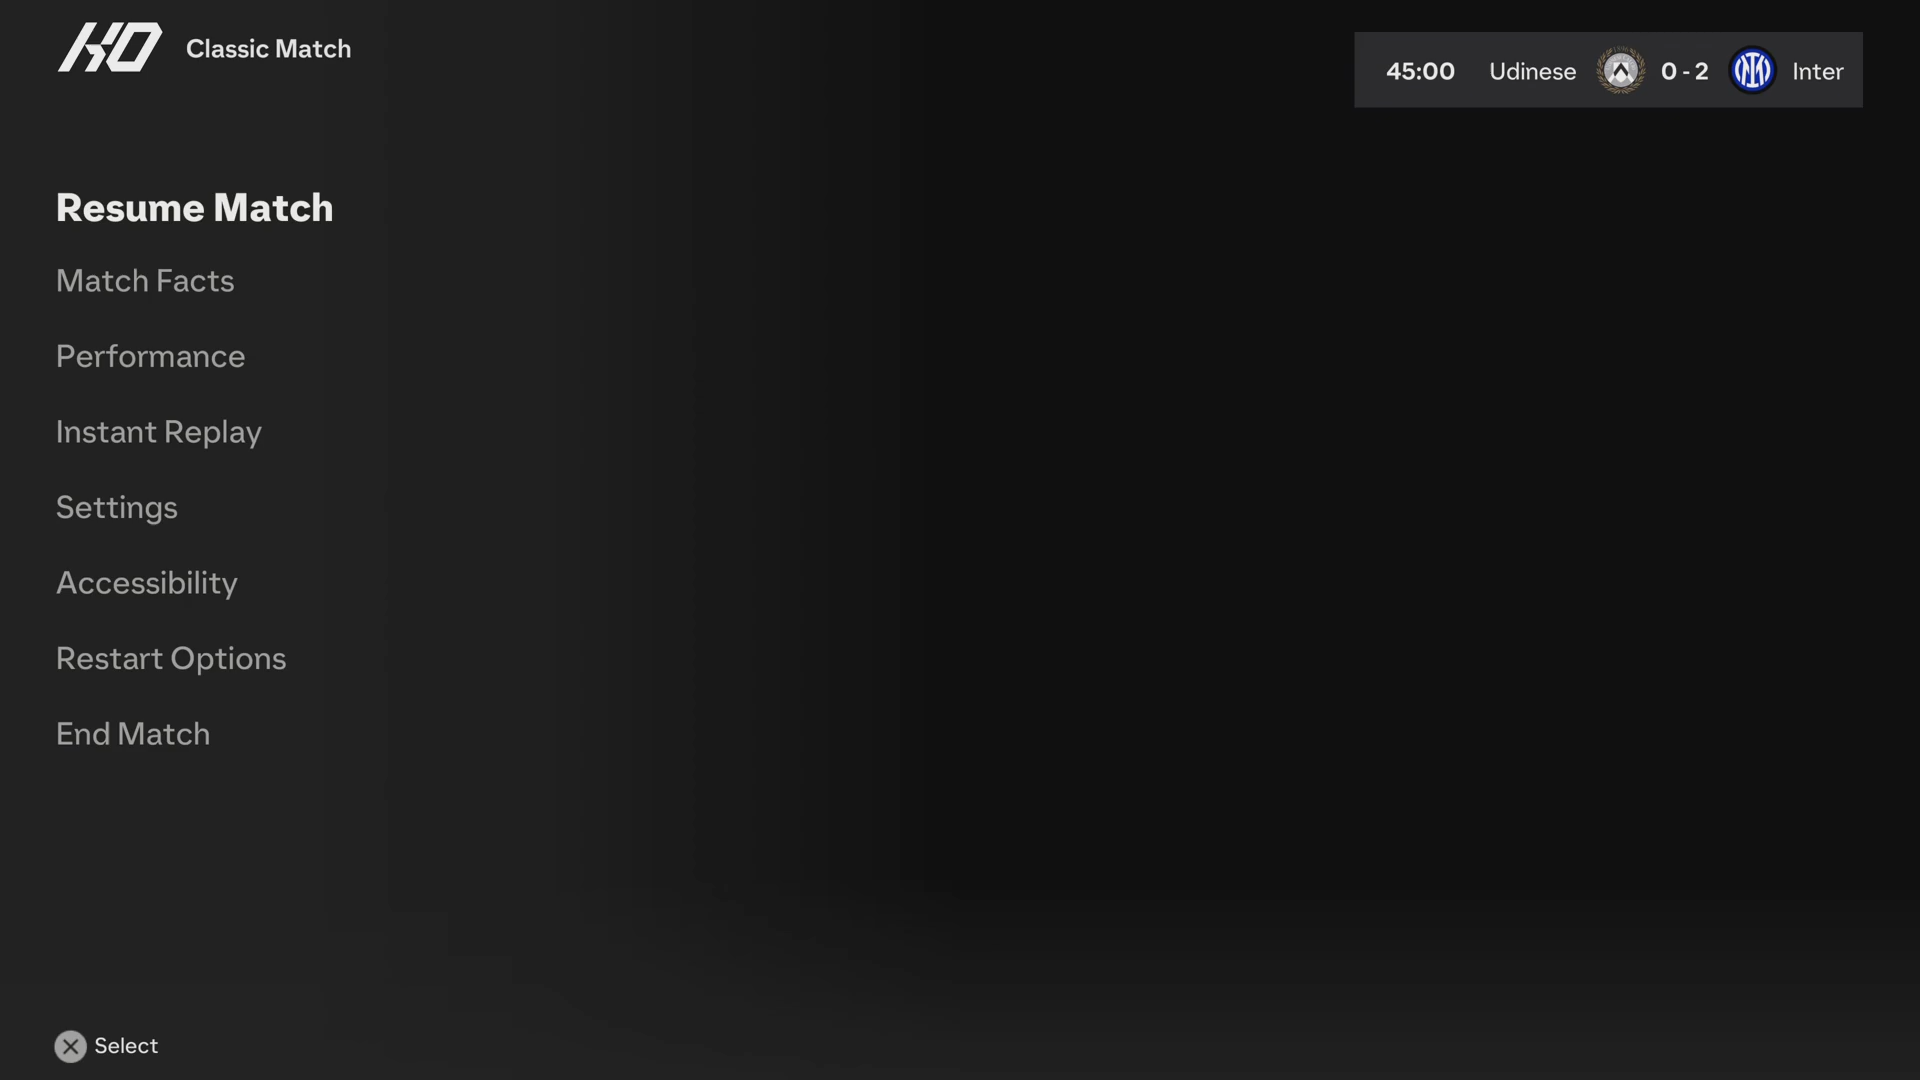 KO Classic Match
45:00 Udinese 0 - 2 Inter
Resume Match
Match Facts
Performance
Instant Replay
Settings
Accessibility
Restart Options
End Match
Select